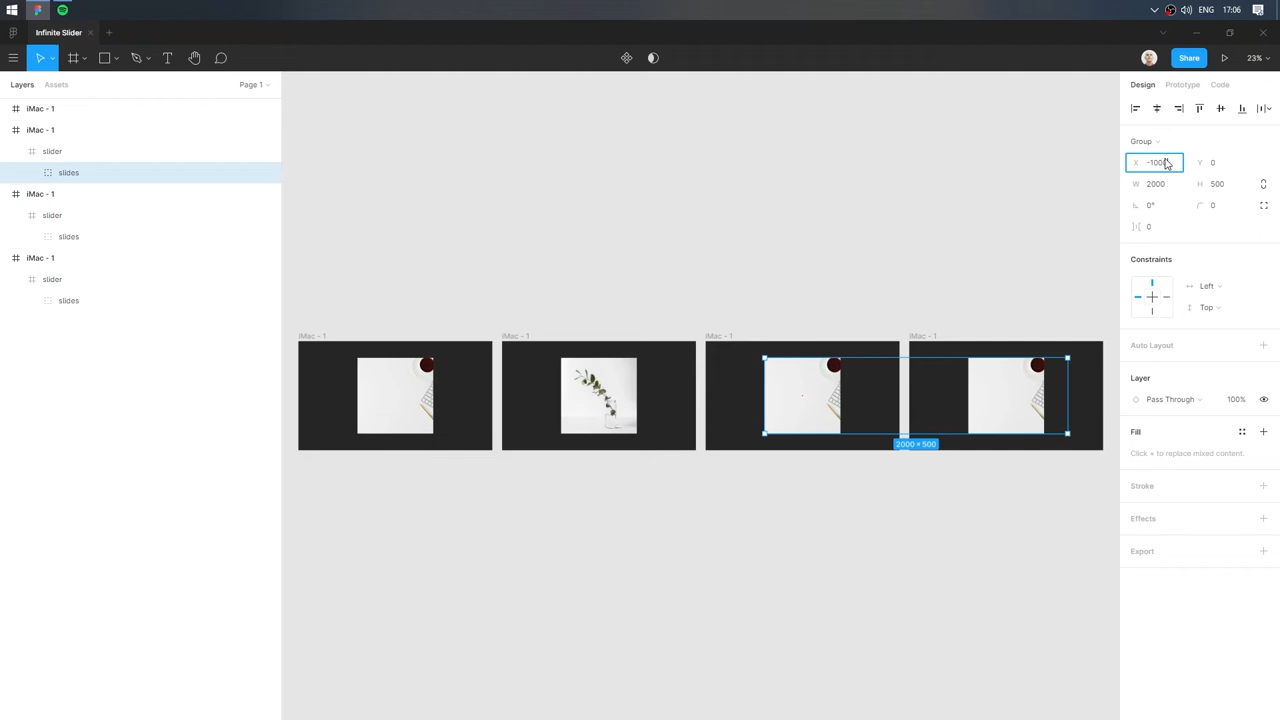 ENG 17:06
Infinite Slider
Share
23%
Layers Assets Page 1
iMac - 1
iMac - 1
slider
slides
iMac - 1
slider
slides
iMac - 1
slider
slides
iMac - 1 iMac - 1 iMac - 1 iMac - 1
2000 × 500
Design Prototype Code
Group
X -1000 Y 0
W 2000 H 500
0° 0
0
Constraints
Left
Top
Auto Layout
Layer
Pass Through 100%
Fill
Click + to replace mixed content.
Stroke
Effects
Export